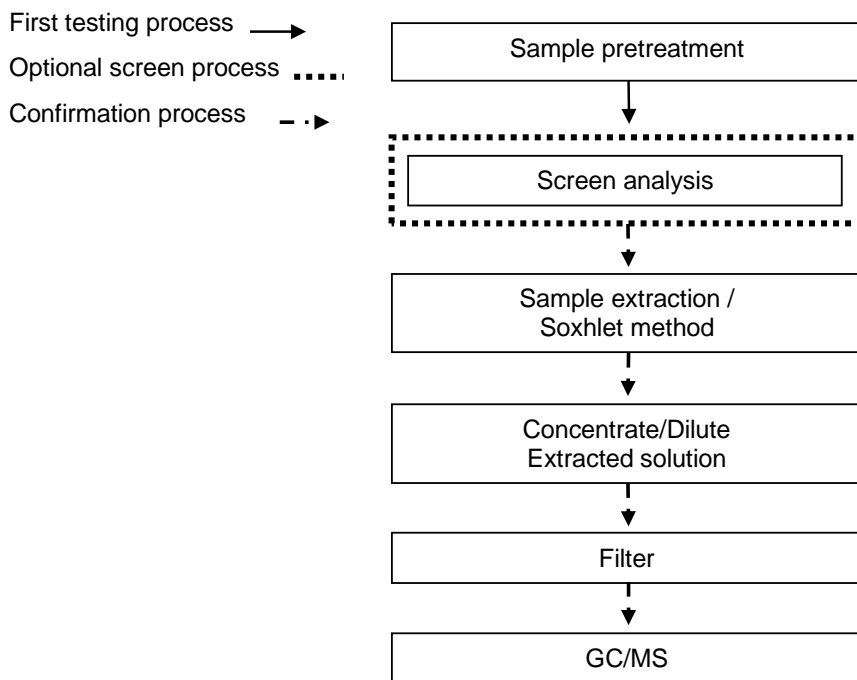 First testing process
Optional screen process
Confirmation process
Sample pretreatment
Screen analysis
Sample extraction /
Soxhlet method
Concentrate/Dilute
Extracted solution
Filter
GC/MS